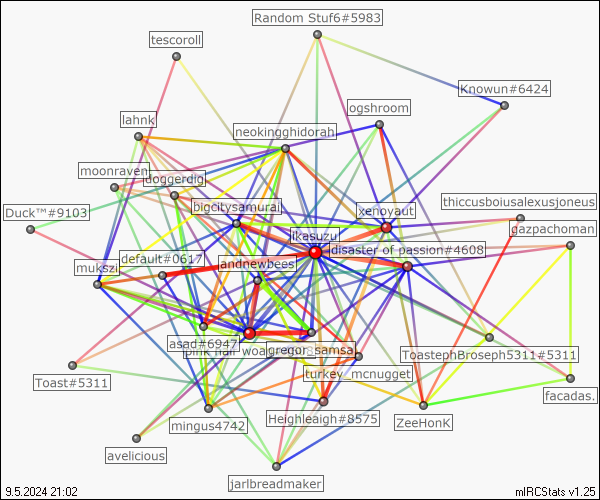 Random Stuf6#5983
tescoroll
Knowun#6424
ogshroom
lahnk
neokingghidorah
moonraven
doggerdig
thiccusboiusalexusjoneus
bigcitysamurai
xenoyaut
Duck™#9103
gazpachoman
ikasuzu
disaster of passion#4608
default#0617
andnewbees
mukszi
asad#6947
gregor_samsa
pink half woa
ToastephBroseph5311#5311
turkey_mcnugget
Toast#5311
facadas.
Heighleaigh#8575
mingus4742
ZeeHonK
avelicious
jarlbreadmaker
9.5.2024 21:02
mIRCStats v1.25